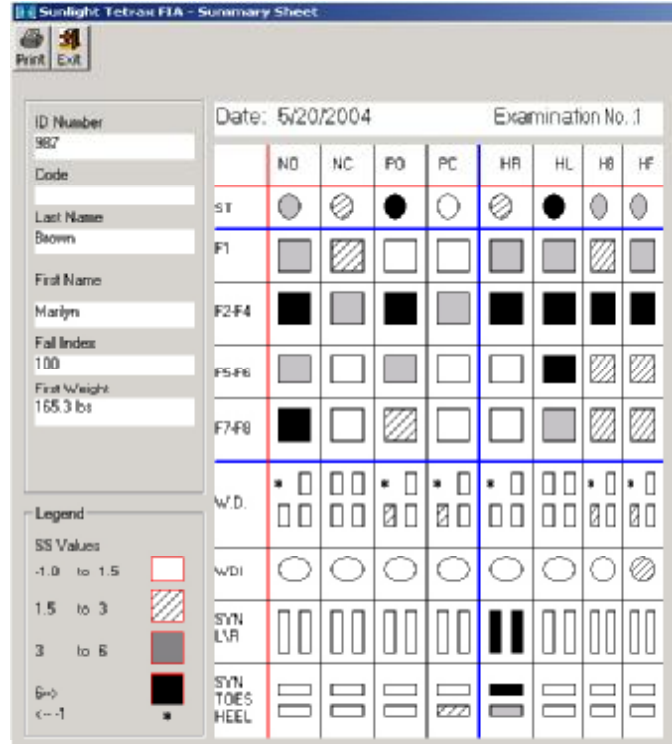 Sunlight Tetrax FIA - Summary Sheet
Print Exit
ID Number
987
Code
Last Name
Brown
First Name
Marilyn
Fall Index
100
First Weight
165.3 lbs
Legend
SS Values
-1.0 to 1.5
1.5 to 3
3 to 6
6->
<--1 *
Date: 5/20/2004 Examination No.:1
NO NC PO PC HR HL HB HF
ST
F1
F2-F4
F5-F6
F7-F8
W.D. * * * * * *
WDI
SYN
L\R
SYN
TOES
HEEL